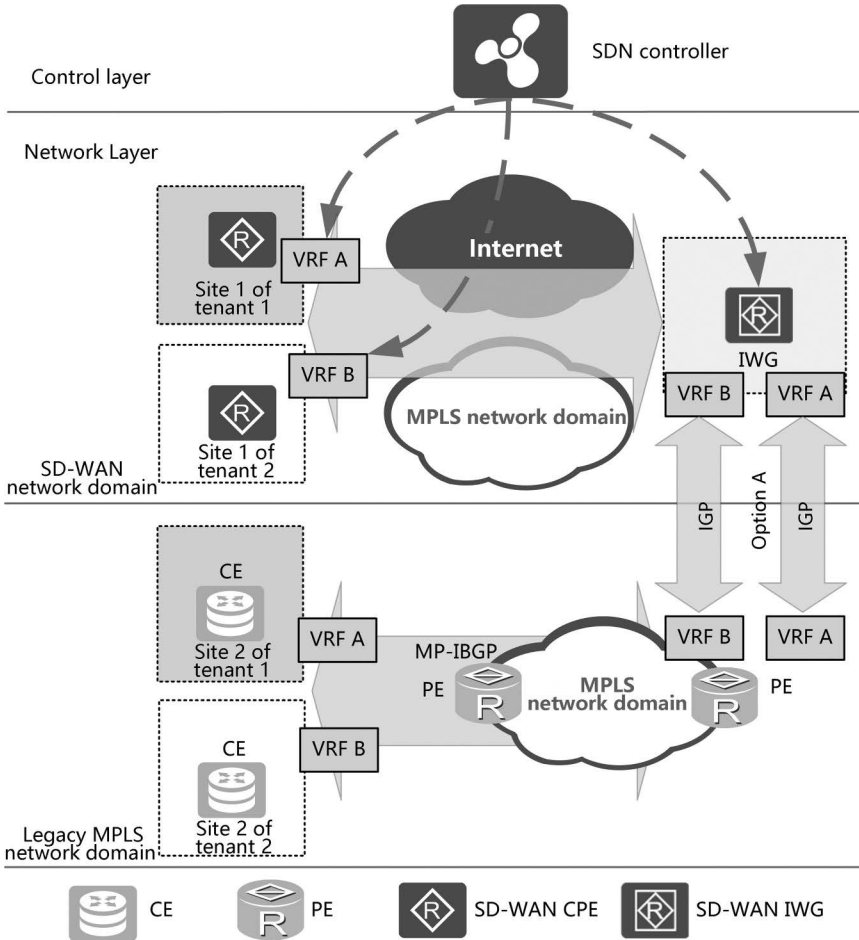 SDN controller
Control layer
Network Layer
Internet
VRF A
Site 1 of
tenant 1
IWG
VRF B
VRF B
VRF A
MPLS network domain
Site 1 of
tenant 2
SD-WAN
network domain
IGP
Option A
IGP
CE
VRF A
VRF B
VRF A
Site 2 of
tenant 1
MP-IBGP
PE
MPLS
network domain
PE
R
R
VRF B
CE
Site 2 of
tenant 2
Legacy MPLS
network domain
CE
R
PE
R
SD-WAN CPE
R
SD-WAN IWG
R
R
R